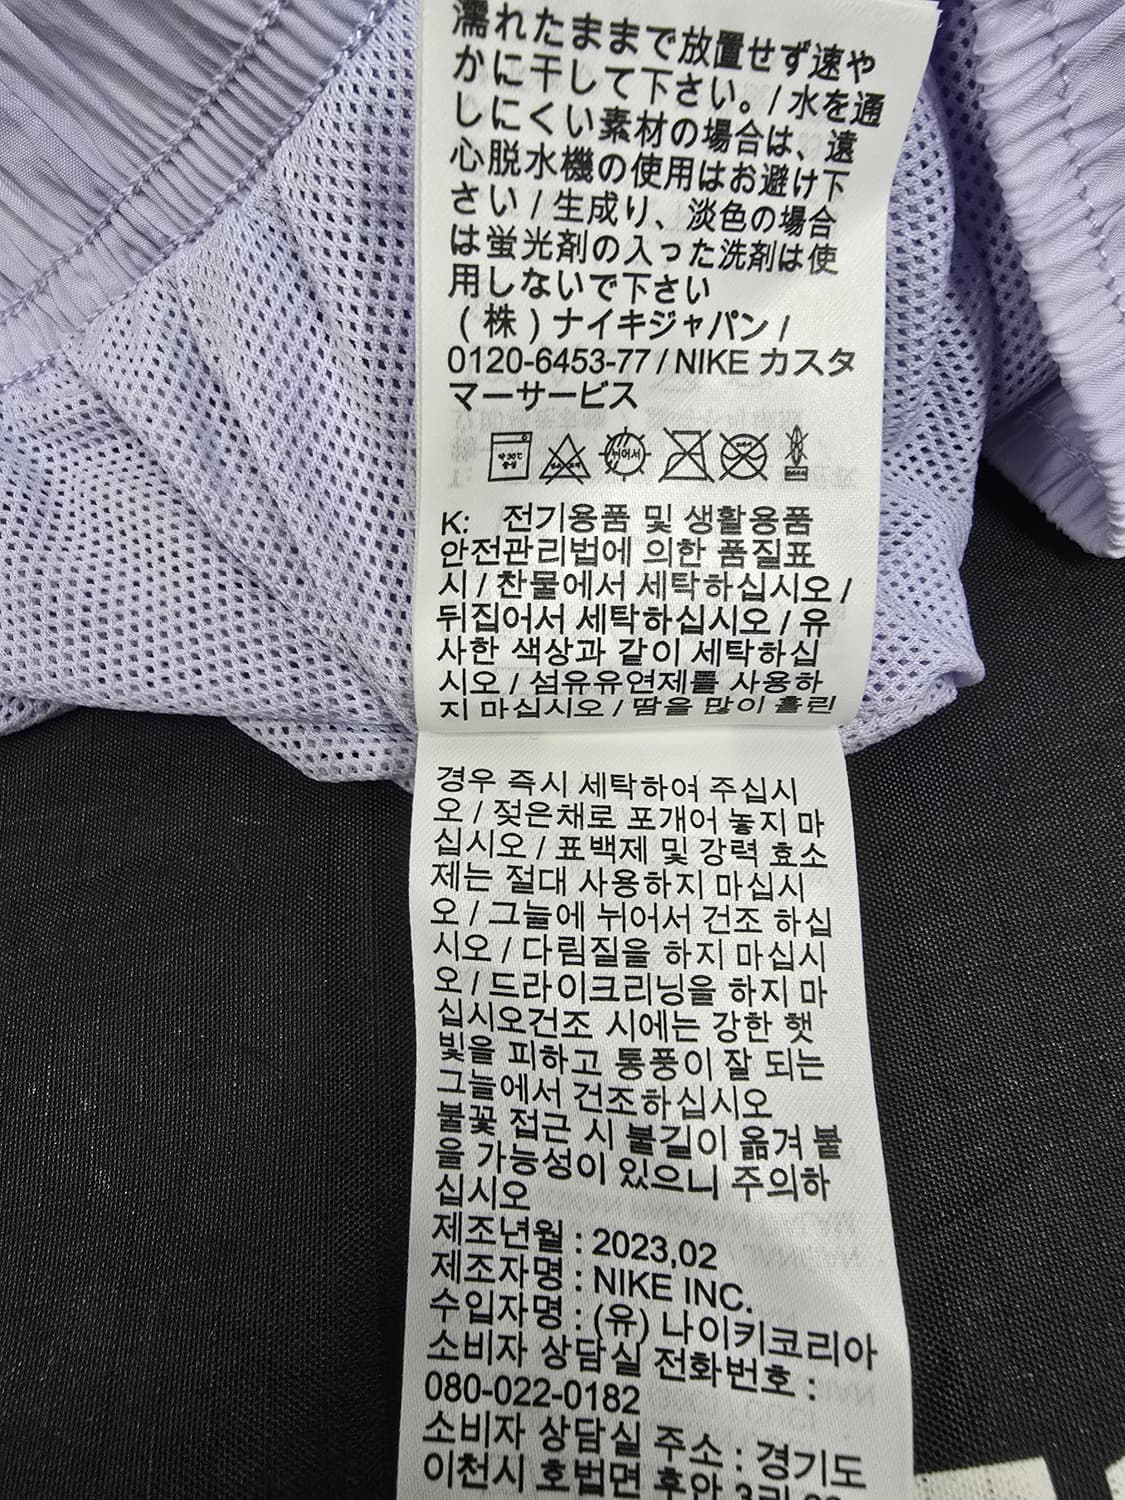 濡れたままで放置せず速や
かに干して下さい。/ 水を通
しにくい素材の場合は、遠
心脱水機の使用はお避け下
さい / 生成り、淡色の場合
は蛍光剤の入った洗剤は使
用しないで下さい
(株) ナイキジャパン /
0120-6453-77 / NIKE カスタ
マーサービス
약 30℃
중성
뉘어서
K: 전기용품 및 생활용품
안전관리법에 의한 품질표
시 / 찬물에서 세탁하십시오 /
뒤집어서 세탁하십시오 / 유
사한 색상과 같이 세탁하십
시오 / 섬유유연제를 사용하
지 마십시오 / 땀을 많이 흘린
경우 즉시 세탁하여 주십시
오 / 젖은채로 포개어 놓지 마
십시오 / 표백제 및 강력 효소
제는 절대 사용하지 마십시
오 / 그늘에 뉘어서 건조 하십
시오 / 다림질을 하지 마십시
오 / 드라이크리닝을 하지 마
십시오건조 시에는 강한 햇
빛을 피하고 통풍이 잘 되는
그늘에서 건조하십시오
불꽃 접근 시 불길이 옮겨 붙
을 가능성이 있으니 주의하
십시오
제조년월 : 2023,02
제조자명 : NIKE INC.
수입자명 : (유) 나이키코리아
소비자 상담실 전화번호 :
080-022-0182
소비자 상담실 주소 : 경기도
이천시 호법면 후안 3리